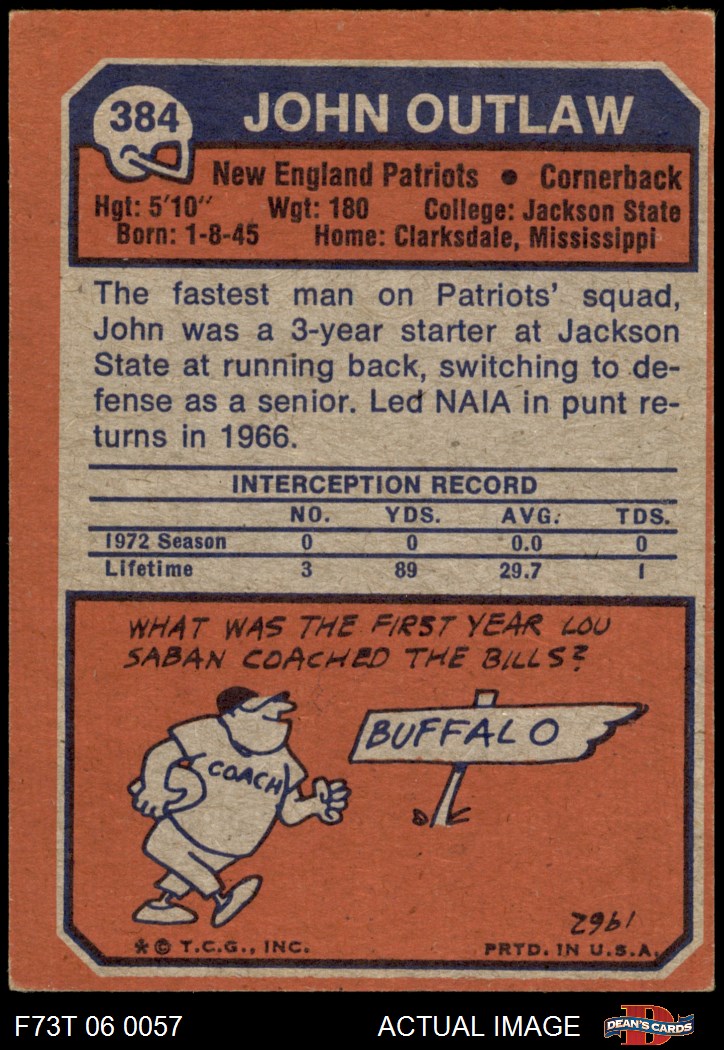 384
JOHN OUTLAW
New England Patriots • Cornerback
Hgt: 5'10" Wgt: 180 College: Jackson State
Born: 1-8-45 Home: Clarksdale, Mississippi
The fastest man on Patriots' squad,
John was a 3-year starter at Jackson
State at running back, switching to de-
fense as a senior. Led NAIA in punt re-
turns in 1966.
INTERCEPTION RECORD
NO. YDS. AVG. TDS.
1972 Season 0 0 0.0 0
Lifetime 3 89 29.7 1
WHAT WAS THE FIRST YEAR LOU
SABAN COACHED THE BILLS?
COACH
BUFFALO
1962
* © T.C.G., INC. PRTD. IN U.S.A.
F73T 06 0057 ACTUAL IMAGE D DEAN'S CARDS